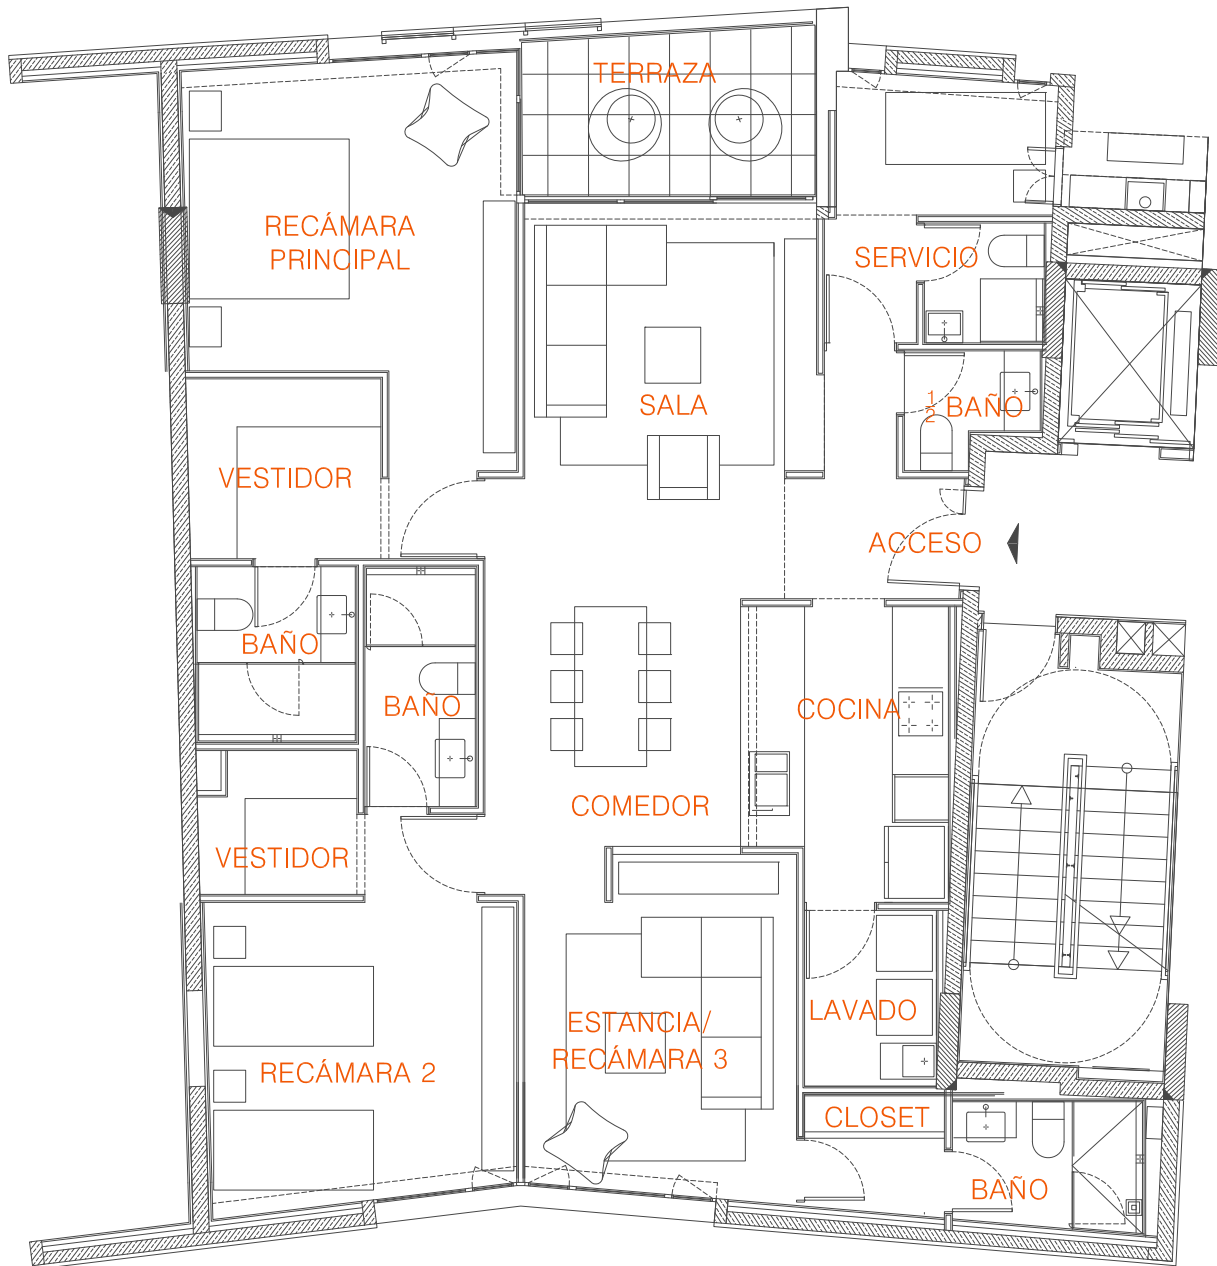 TERRAZA
RECÁMARA
PRINCIPAL
SERVICIO
SALA
1/2 BAÑO
VESTIDOR
ACCESO
BAÑO
BAÑO
COCINA
COMEDOR
VESTIDOR
LAVADO
ESTANCIA/
RECÁMARA 3
RECÁMARA 2
CLOSET
BAÑO